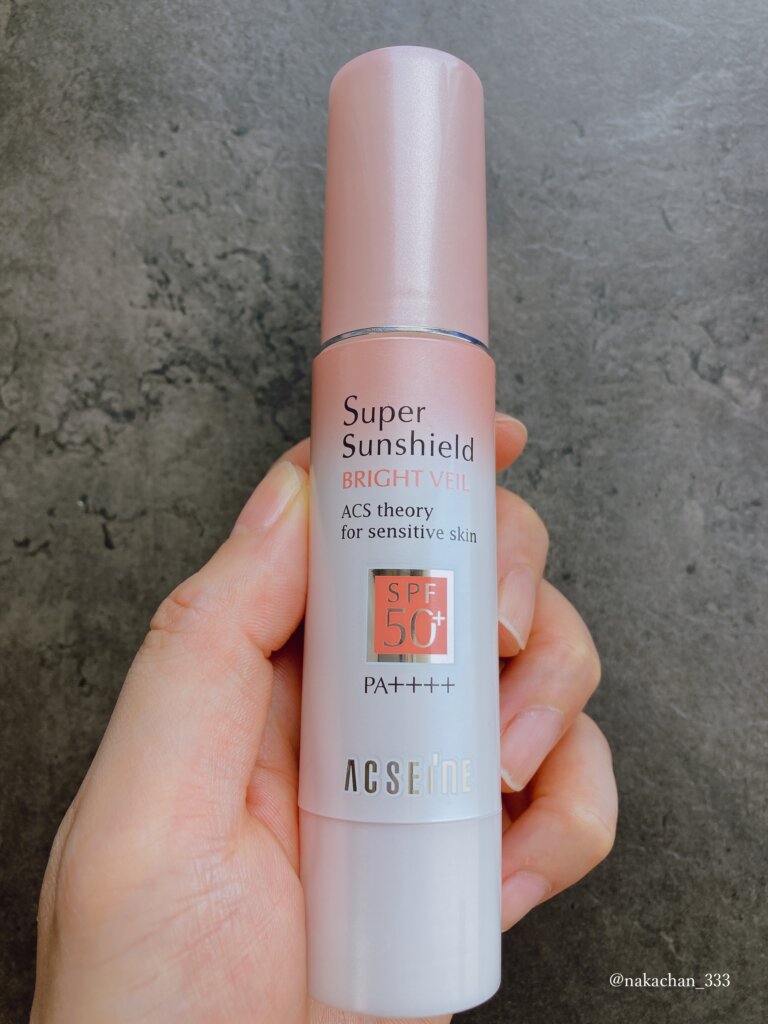 Super
Sunshield
BRIGHT VEIL
ACS theory
for sensitive skin
SPF
50+
PA++++
ACSEINE
@nakachan_333